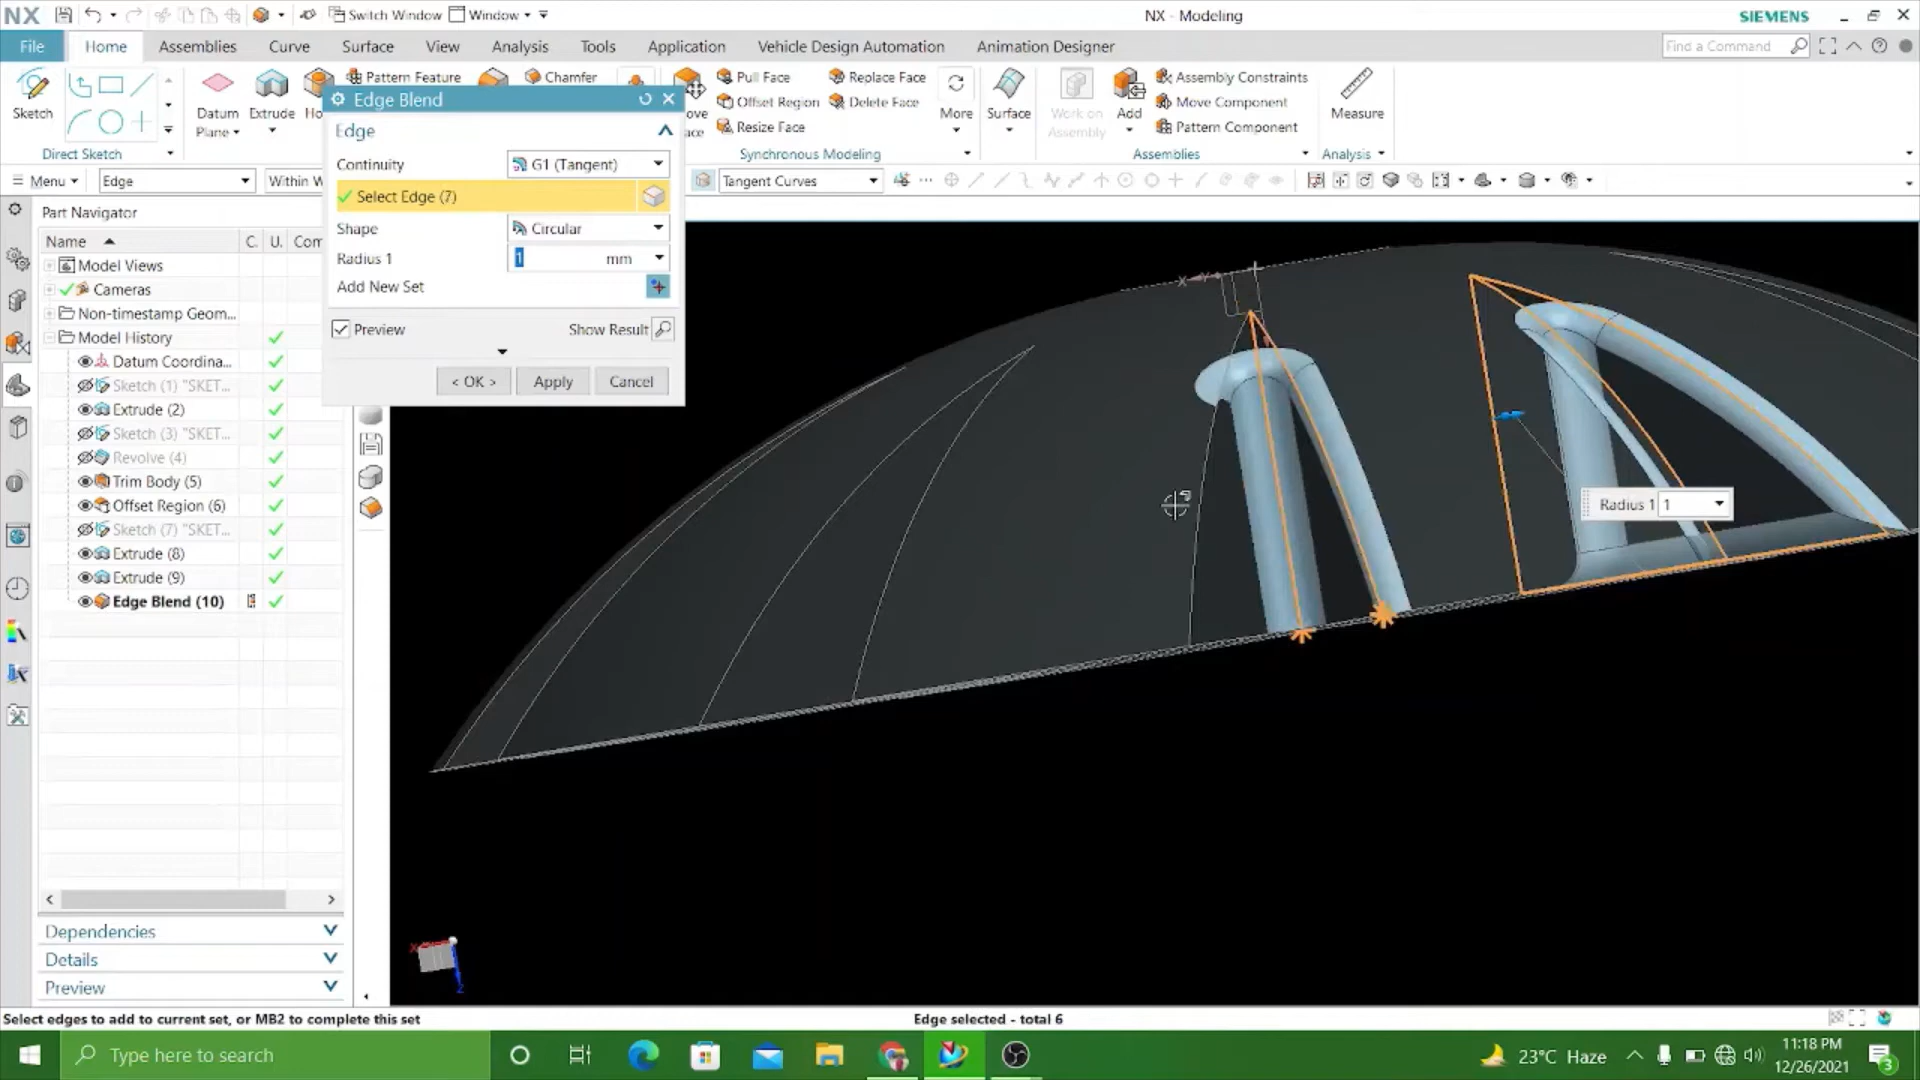 NX
Switch Window
Window
NX - Modeling
SIEMENS
File
Home
Assemblies
Curve
Surface
View
Analysis
Tools
Application
Vehicle Design Automation
Animation Designer
Find a Command
Sketch
Datum
Plane
Extrude
Pattern Feature
Chamfer
Pull Face
Offset Region
Resize Face
Replace Face
Delete Face
More
Surface
Work on
Assembly
Add
Assembly Constraints
Move Component
Pattern Component
Measure
Direct Sketch
Synchronous Modeling
Assemblies
Analysis
Menu
Edge
Tangent Curves
Edge Blend
Edge
Continuity
G1 (Tangent)
Select Edge (7)
Shape
Circular
Radius 1
1
mm
Add New Set
Preview
Show Result
< OK >
Apply
Cancel
Part Navigator
Name
C.
U.
Com
Model Views
Cameras
Non-timestamp Geom...
Model History
Datum Coordina...
Sketch (1) "SKET...
Extrude (2)
Sketch (3) "SKET...
Revolve (4)
Trim Body (5)
Offset Region (6)
Sketch (7) "SKET...
Extrude (8)
Extrude (9)
Edge Blend (10)
Dependencies
Details
Preview
Radius 1
1
X
Y
X
Z
Select edges to add to current set, or MB2 to complete this set
Edge selected - total 6
Type here to search
23°C Haze
11:18 PM
12/26/2021
3